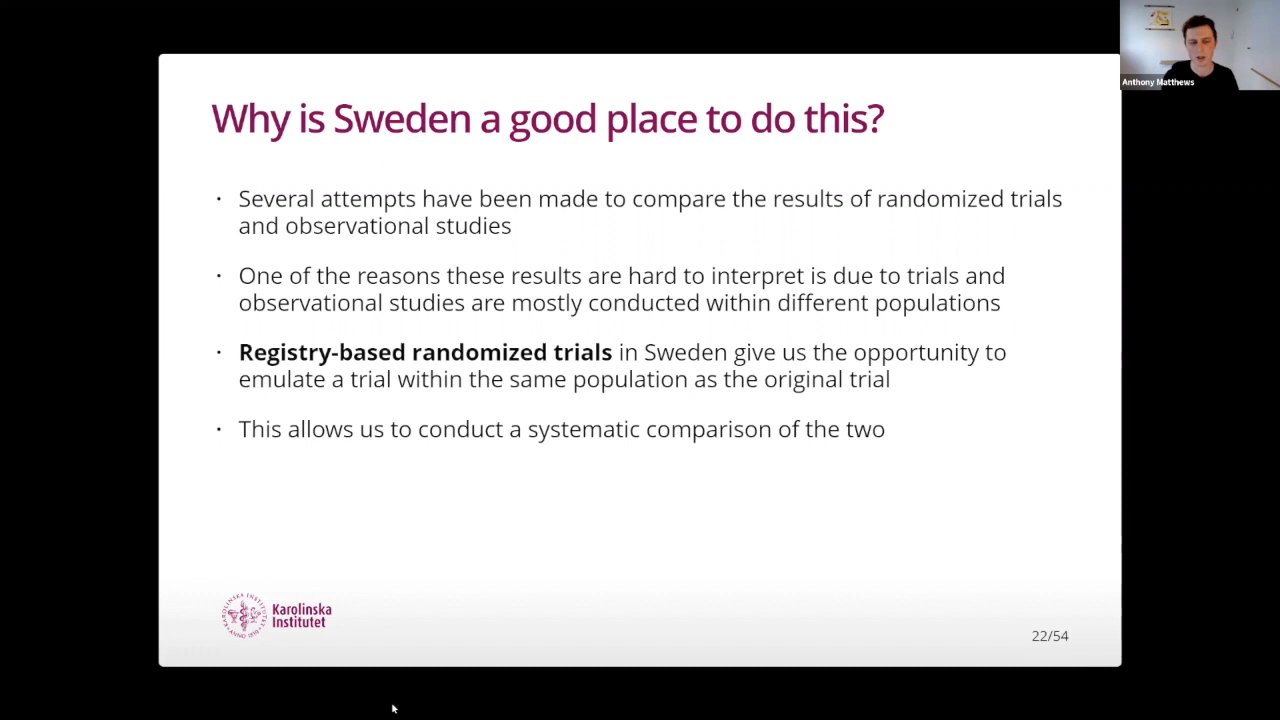 Anthony Matthews
Why is Sweden a good place to do this?
· Several attempts have been made to compare the results of randomized trials
and observational studies
· One of the reasons these results are hard to interpret is due to trials and
observational studies are mostly conducted within different populations
· Registry-based randomized trials in Sweden give us the opportunity to
emulate a trial within the same population as the original trial
· This allows us to conduct a systematic comparison of the two
KAROLINSKA INSTITUTET
ANNO 1810
Karolinska
Institutet
22/54